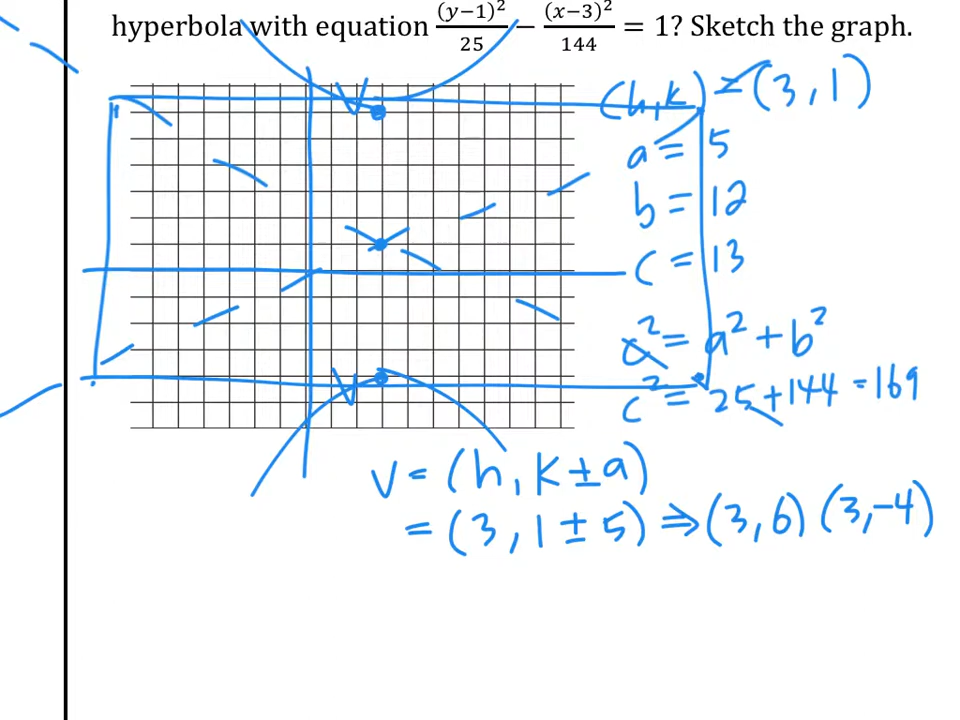 hyperbola with equation (y−1)²/25 − (x−3)²/144 = 1? Sketch the graph.
(h,k) = (3,1)
a = 5
b = 12
c = 13
c² = a² + b²
c² = 25+144 = 169
V
V
V = (h, k ± a)
= (3, 1 ± 5) ⇒ (3, 6) (3, -4)